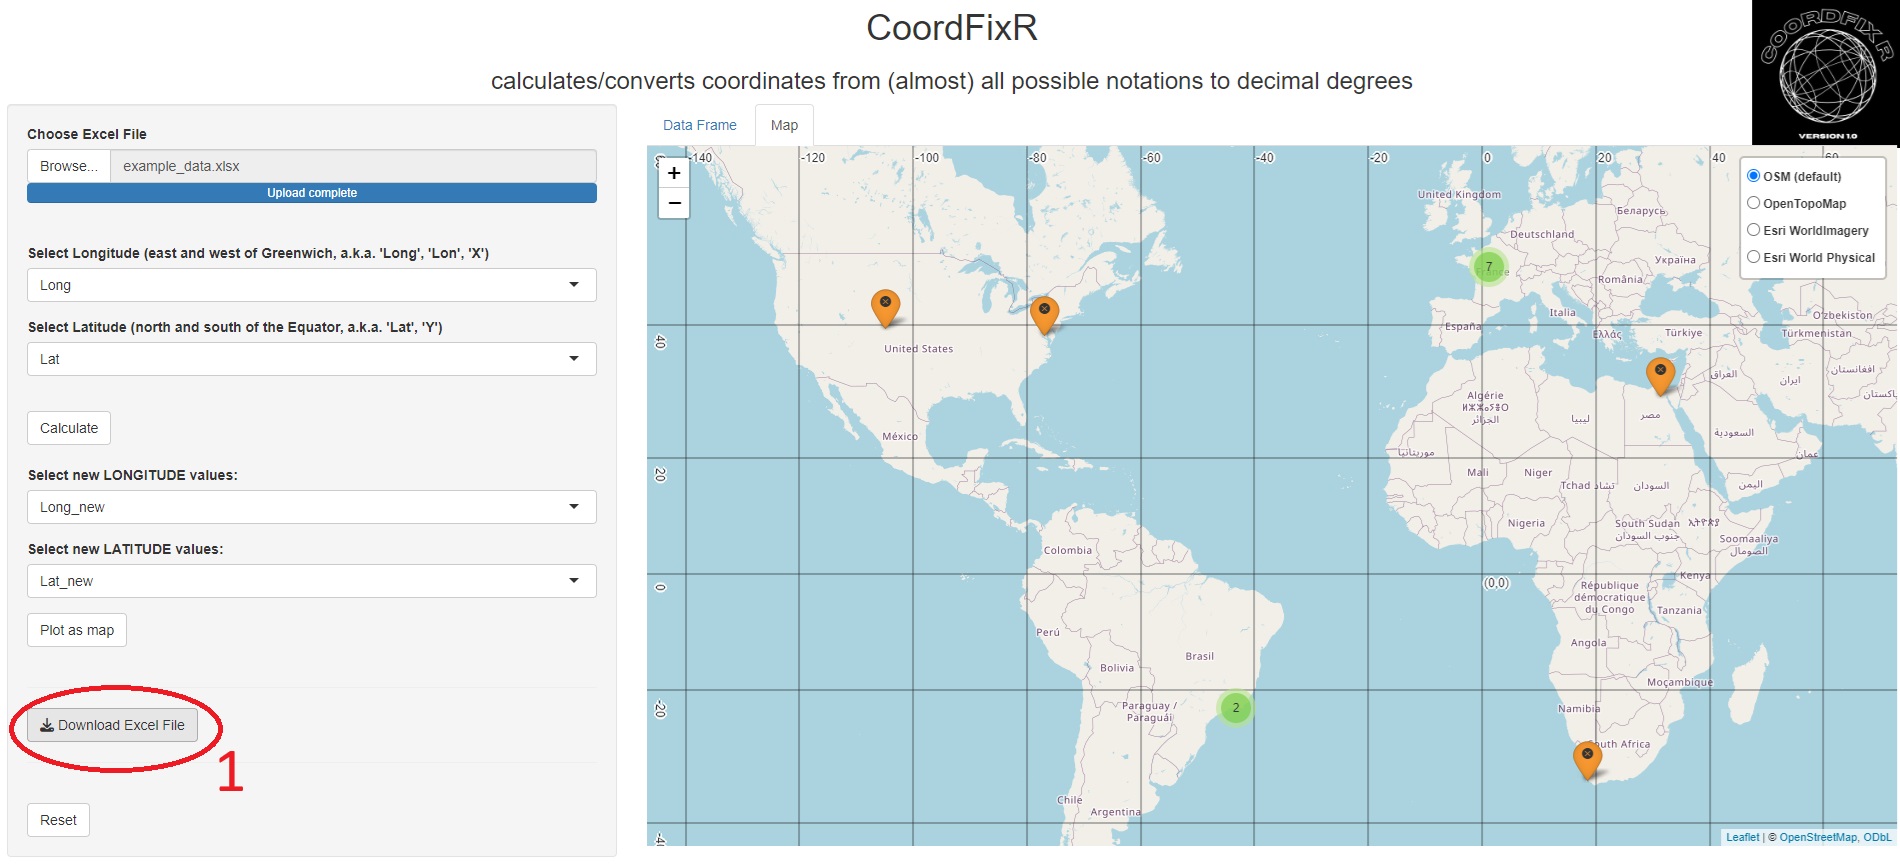 CoordFixR
calculates/converts coordinates from (almost) all possible notations to decimal degrees
COORDFIX R
VERSION 1.0
Choose Excel File
Browse... example_data.xlsx
Upload complete
Select Longitude (east and west of Greenwich, a.k.a. 'Long', 'Lon', 'X')
Long
Select Latitude (north and south of the Equator, a.k.a. 'Lat', 'Y')
Lat
Calculate
Select new LONGITUDE values:
Long_new
Select new LATITUDE values:
Lat_new
Plot as map
Download Excel File
1
Reset
Data Frame Map
-140 -120 -100 -80 -60 -40 -20 0 20 40 60
+
−
OSM (default)
OpenTopoMap
Esri WorldImagery
Esri World Physical
United Kingdom
Беларусь
Deutschland
Україна
7
France
România
Italia
España
Ελλάς
Türkiye
O'zbekiston
Türkmenistan
40
United States
العراق
ایران
افغانستان
پاکستان
Algérie
ⵍⵣⵣⴰⵢⴻⵔ
الجزائر
ليبيا
مصر
السعودية
México
موريتانيا
عمان
20
Mali
Niger
Tchad تشاد
السودان
اليمن
Nigeria
South Sudan
جنوب السودان
Soomaaliya
الصومال
Colombia
Kenya
0
(0,0)
République
démocratique
du Congo
Tanzania
Perú
Angola
Brasil
Bolivia
Moçambique
-20
Paraguay /
Paraguái
2
Namibia
South Africa
Chile
Argentina
-40
Leaflet | © OpenStreetMap, ODbL